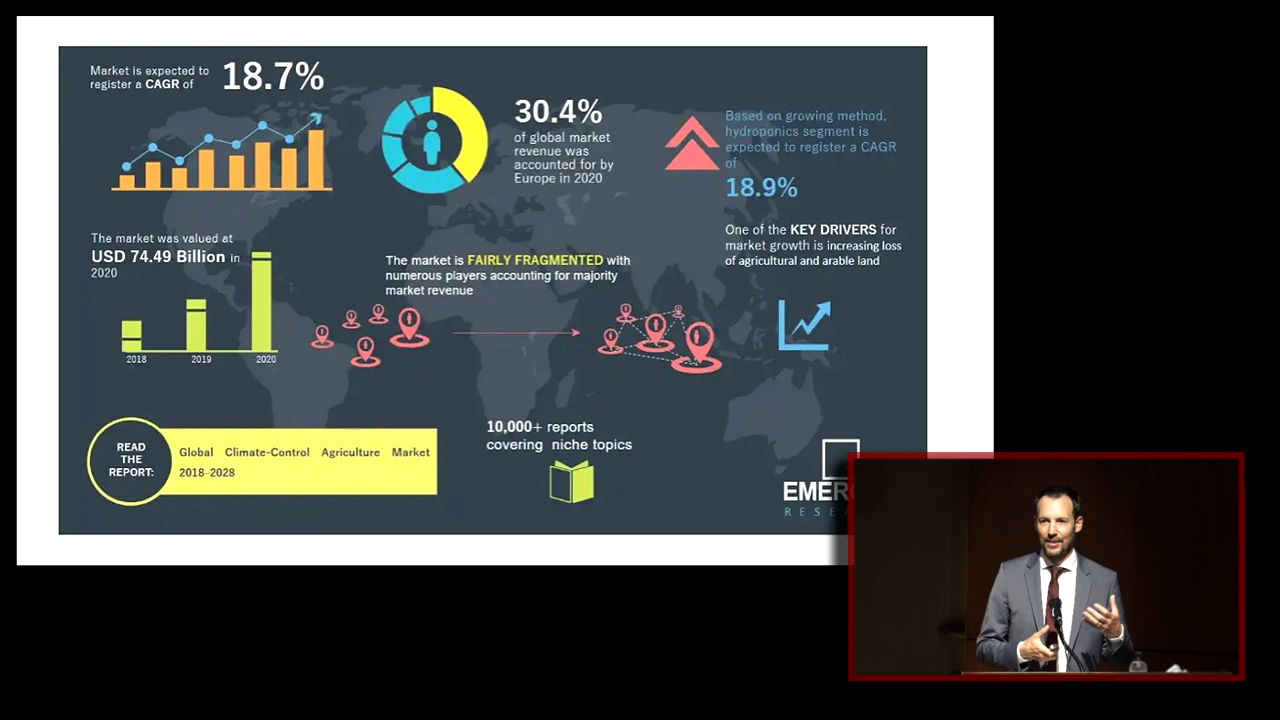 Market is expected to
register a CAGR of
18.7%
30.4%
of global market
revenue was
accounted for by
Europe in 2020
Based on growing method,
hydroponics segment is
expected to register a CAGR
of
18.9%
The market was valued at
USD 74.49 Billion in
2020
2018 2019 2020
The market is FAIRLY FRAGMENTED with
numerous players accounting for majority
market revenue
One of the KEY DRIVERS for
market growth is increasing loss
of agricultural and arable land
READ
THE
REPORT:
Global Climate-Control Agriculture Market
2018-2028
10,000+ reports
covering niche topics